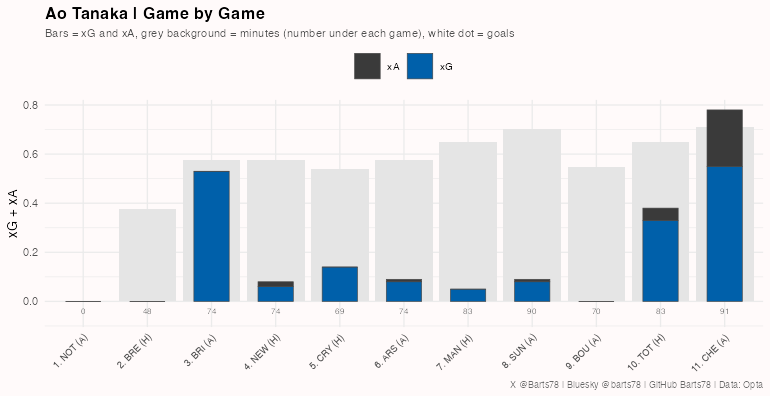 Ao Tanaka | Game by Game
Bars = xG and xA, grey background = minutes (number under each game), white dot = goals
xA xG
xG + xA
0.8
0.6
0.4
0.2
0.0
0 48 74 74 69 74 83 90 70 83 91
1. NOT (A)
2. BRE (H)
3. BRI (A)
4. NEW (H)
5. CRY (H)
6. ARS (A)
7. MAN (H)
8. SUN (A)
9. BOU (A)
10. TOT (H)
11. CHE (A)
X @Barts78 | Bluesky @barts78 | GitHub Barts78 | Data: Opta